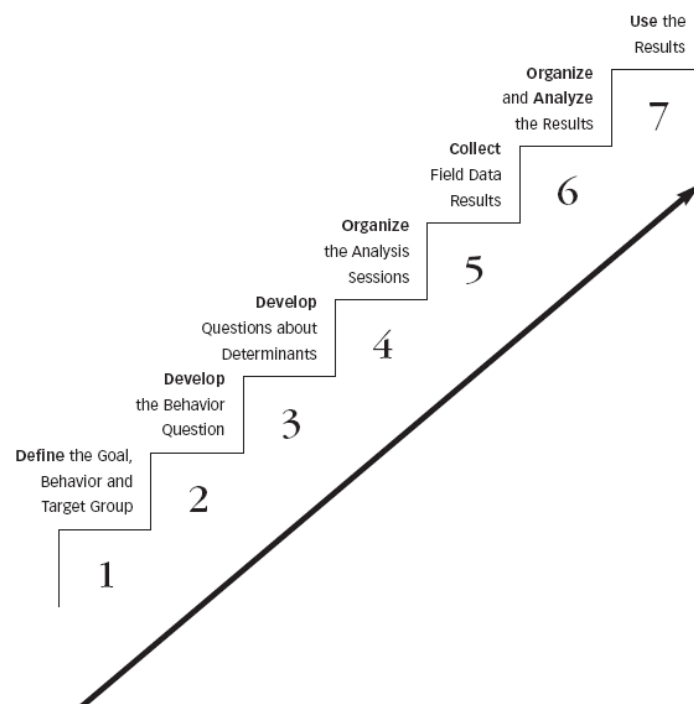 Use the
Results
7
Organize
and Analyze
the Results
6
Collect
Field Data
Results
5
Organize
the Analysis
Sessions
4
Develop
Questions about
Determinants
3
Develop
the Behavior
Question
2
Define the Goal,
Behavior and
Target Group
1